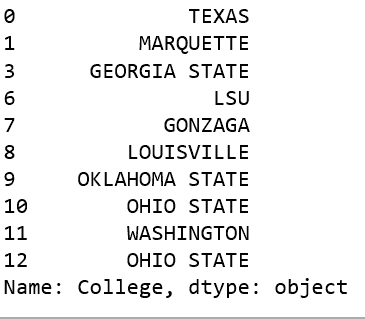 0 TEXAS
1 MARQUETTE
3 GEORGIA STATE
6 LSU
7 GONZAGA
8 LOUISVILLE
9 OKLAHOMA STATE
10 OHIO STATE
11 WASHINGTON
12 OHIO STATE
Name: College, dtype: object